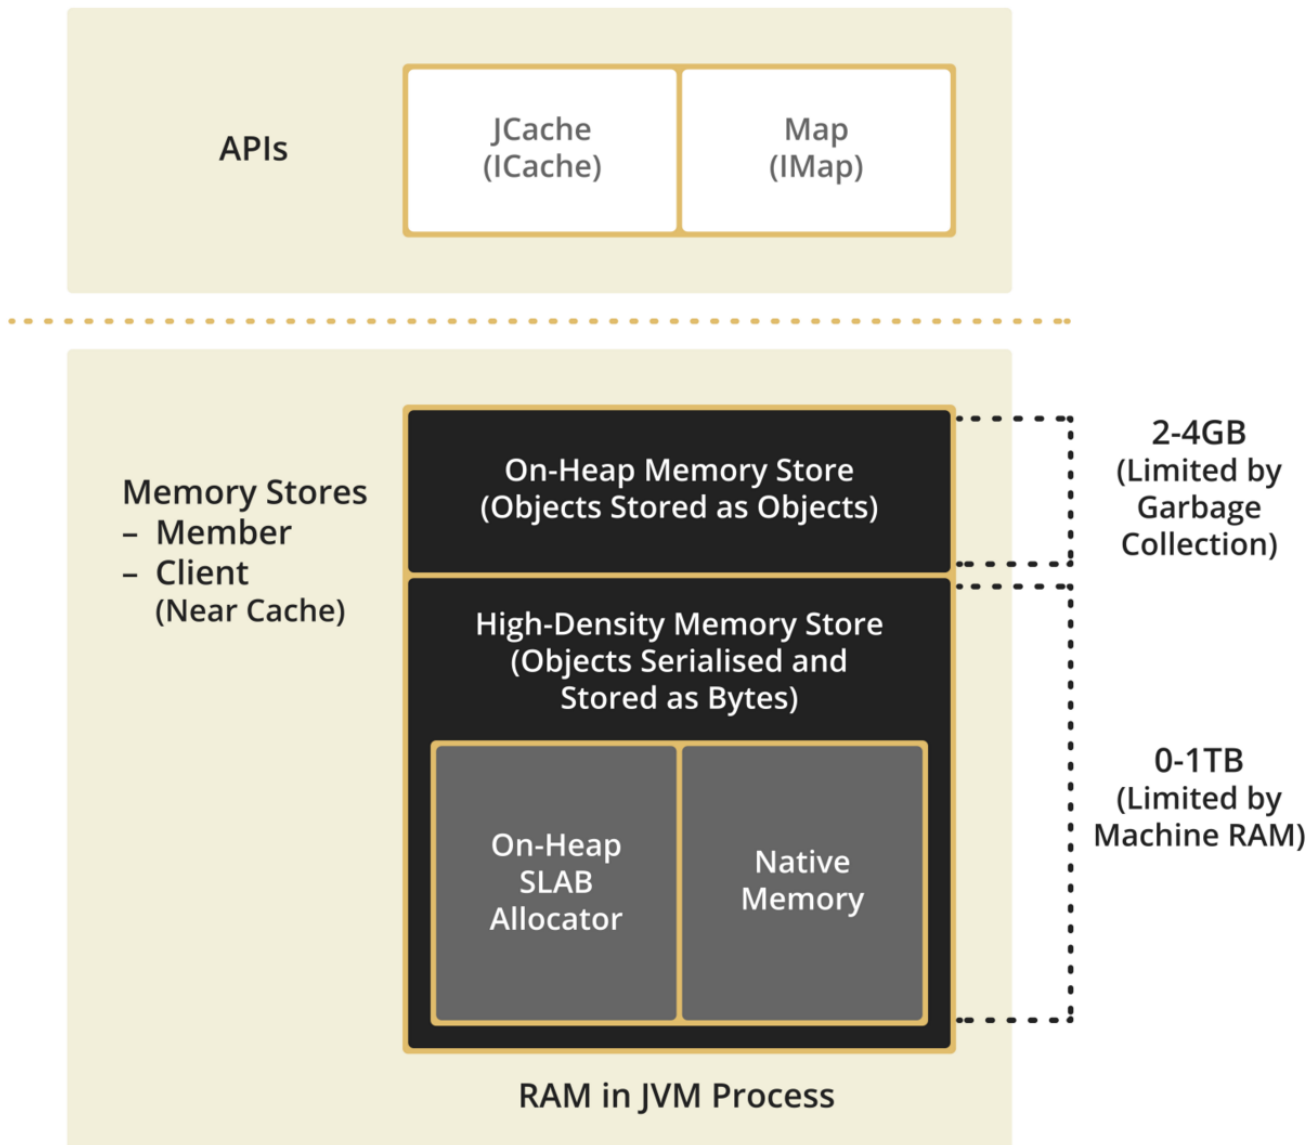 APIs
JCache
(ICache)
Map
(IMap)
Memory Stores
– Member
– Client
(Near Cache)
On-Heap Memory Store
(Objects Stored as Objects)
2-4GB
(Limited by
Garbage
Collection)
High-Density Memory Store
(Objects Serialised and
Stored as Bytes)
On-Heap
SLAB
Allocator
Native
Memory
0-1TB
(Limited by
Machine RAM)
RAM in JVM Process